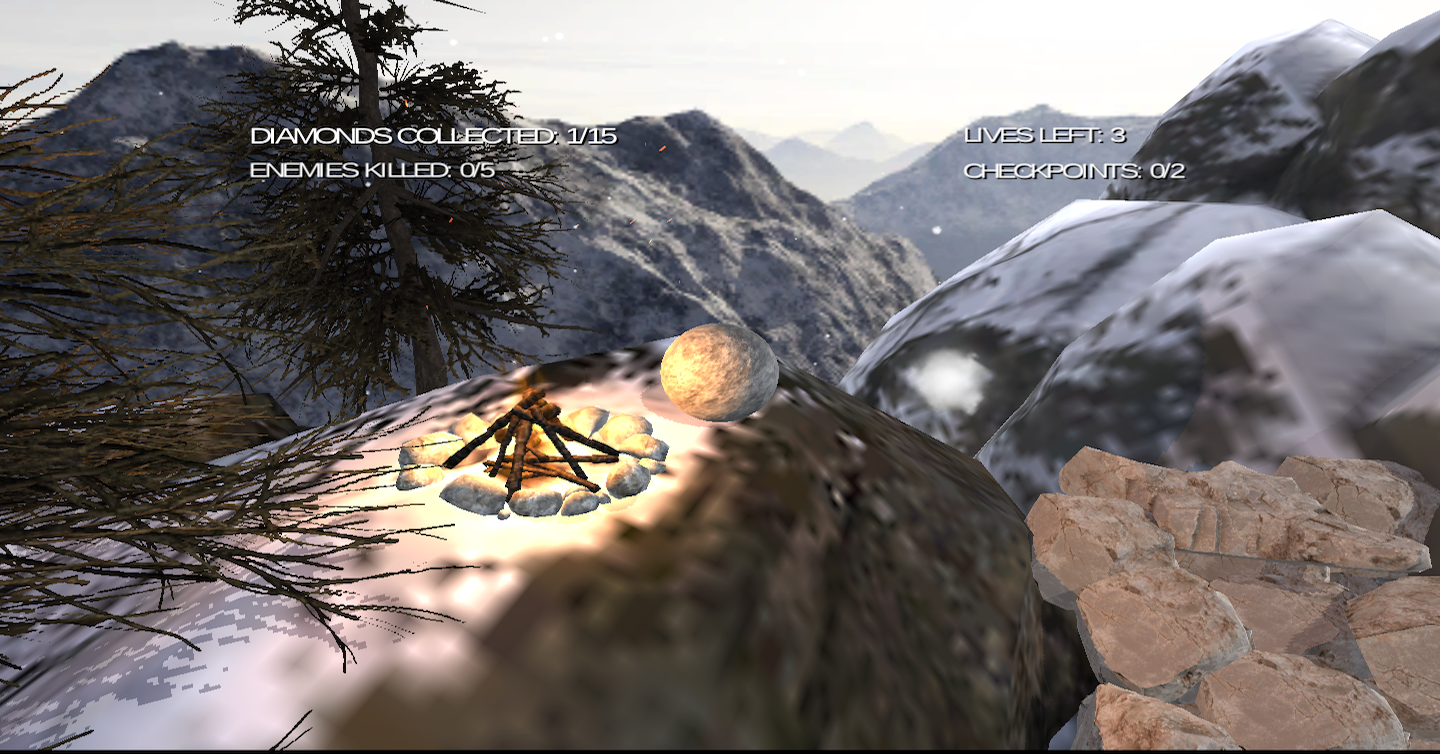 DIAMONDS COLLECTED: 1/15
ENEMIES KILLED: 0/5
LIVES LEFT: 3
CHECKPOINTS: 0/2